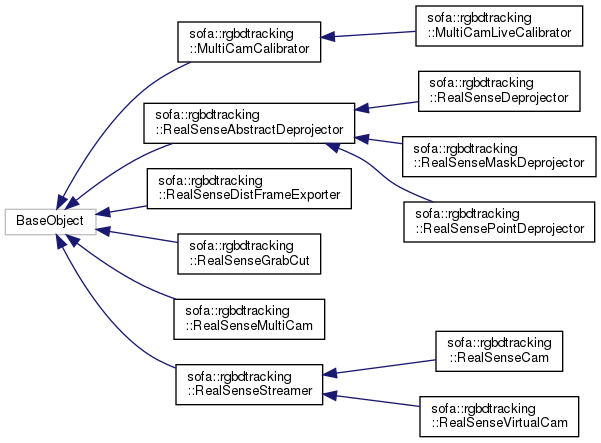 BaseObject
sofa::rgbdtracking
::MultiCamCalibrator
sofa::rgbdtracking
::MultiCamLiveCalibrator
sofa::rgbdtracking
::RealSenseAbstractDeprojector
sofa::rgbdtracking
::RealSenseDeprojector
sofa::rgbdtracking
::RealSenseMaskDeprojector
sofa::rgbdtracking
::RealSensePointDeprojector
sofa::rgbdtracking
::RealSenseDistFrameExporter
sofa::rgbdtracking
::RealSenseGrabCut
sofa::rgbdtracking
::RealSenseMultiCam
sofa::rgbdtracking
::RealSenseStreamer
sofa::rgbdtracking
::RealSenseCam
sofa::rgbdtracking
::RealSenseVirtualCam